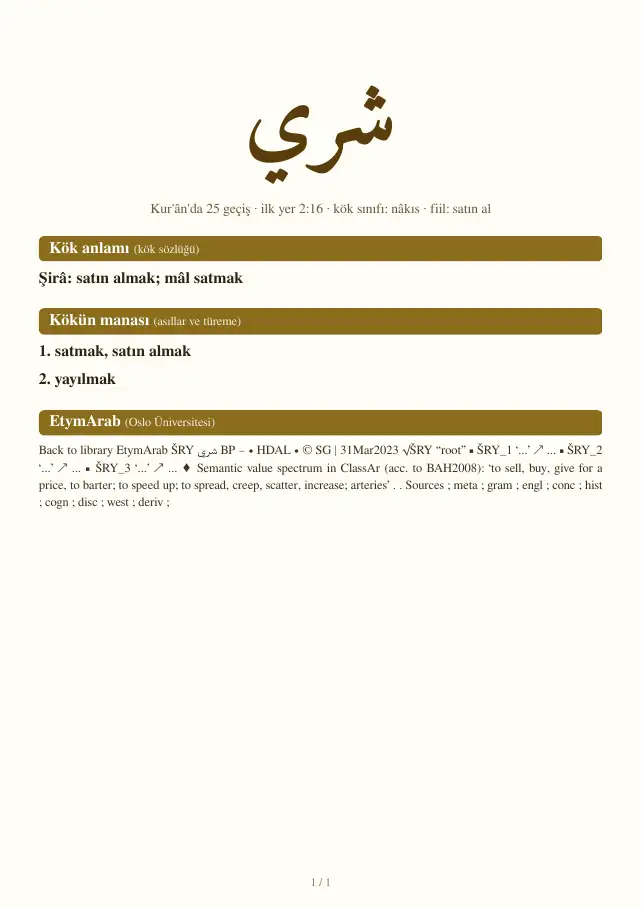 شري
Kur'ân'da 25 geçiş · ilk yer 2:16 · kök sınıfı: nâkıs · fiil: satın al
Kök anlamı (kök sözlüğü)
Şirâ: satın almak; mâl satmak
Kökün manası (asıllar ve türeme)
1. satmak, satın almak
2. yayılmak
EtymArab (Oslo Üniversitesi)
Back to library EtymArab ŠRY شري BP – • HDAL • © SG | 31Mar2023 √ŠRY “root” ▪ ŠRY_1 ‘...’ ↗ ... ▪ ŠRY_2
‘...’ ↗ ... ▪ ŠRY_3 ‘...’ ↗ ... ♦ Semantic value spectrum in ClassAr (acc. to BAH2008): ‘to sell, buy, give for a
price, to barter; to speed up; to spread, creep, scatter, increase; arteries’ . . Sources ; meta ; gram ; engl ; conc ; hist
; cogn ; disc ; west ; deriv ;
1 / 1